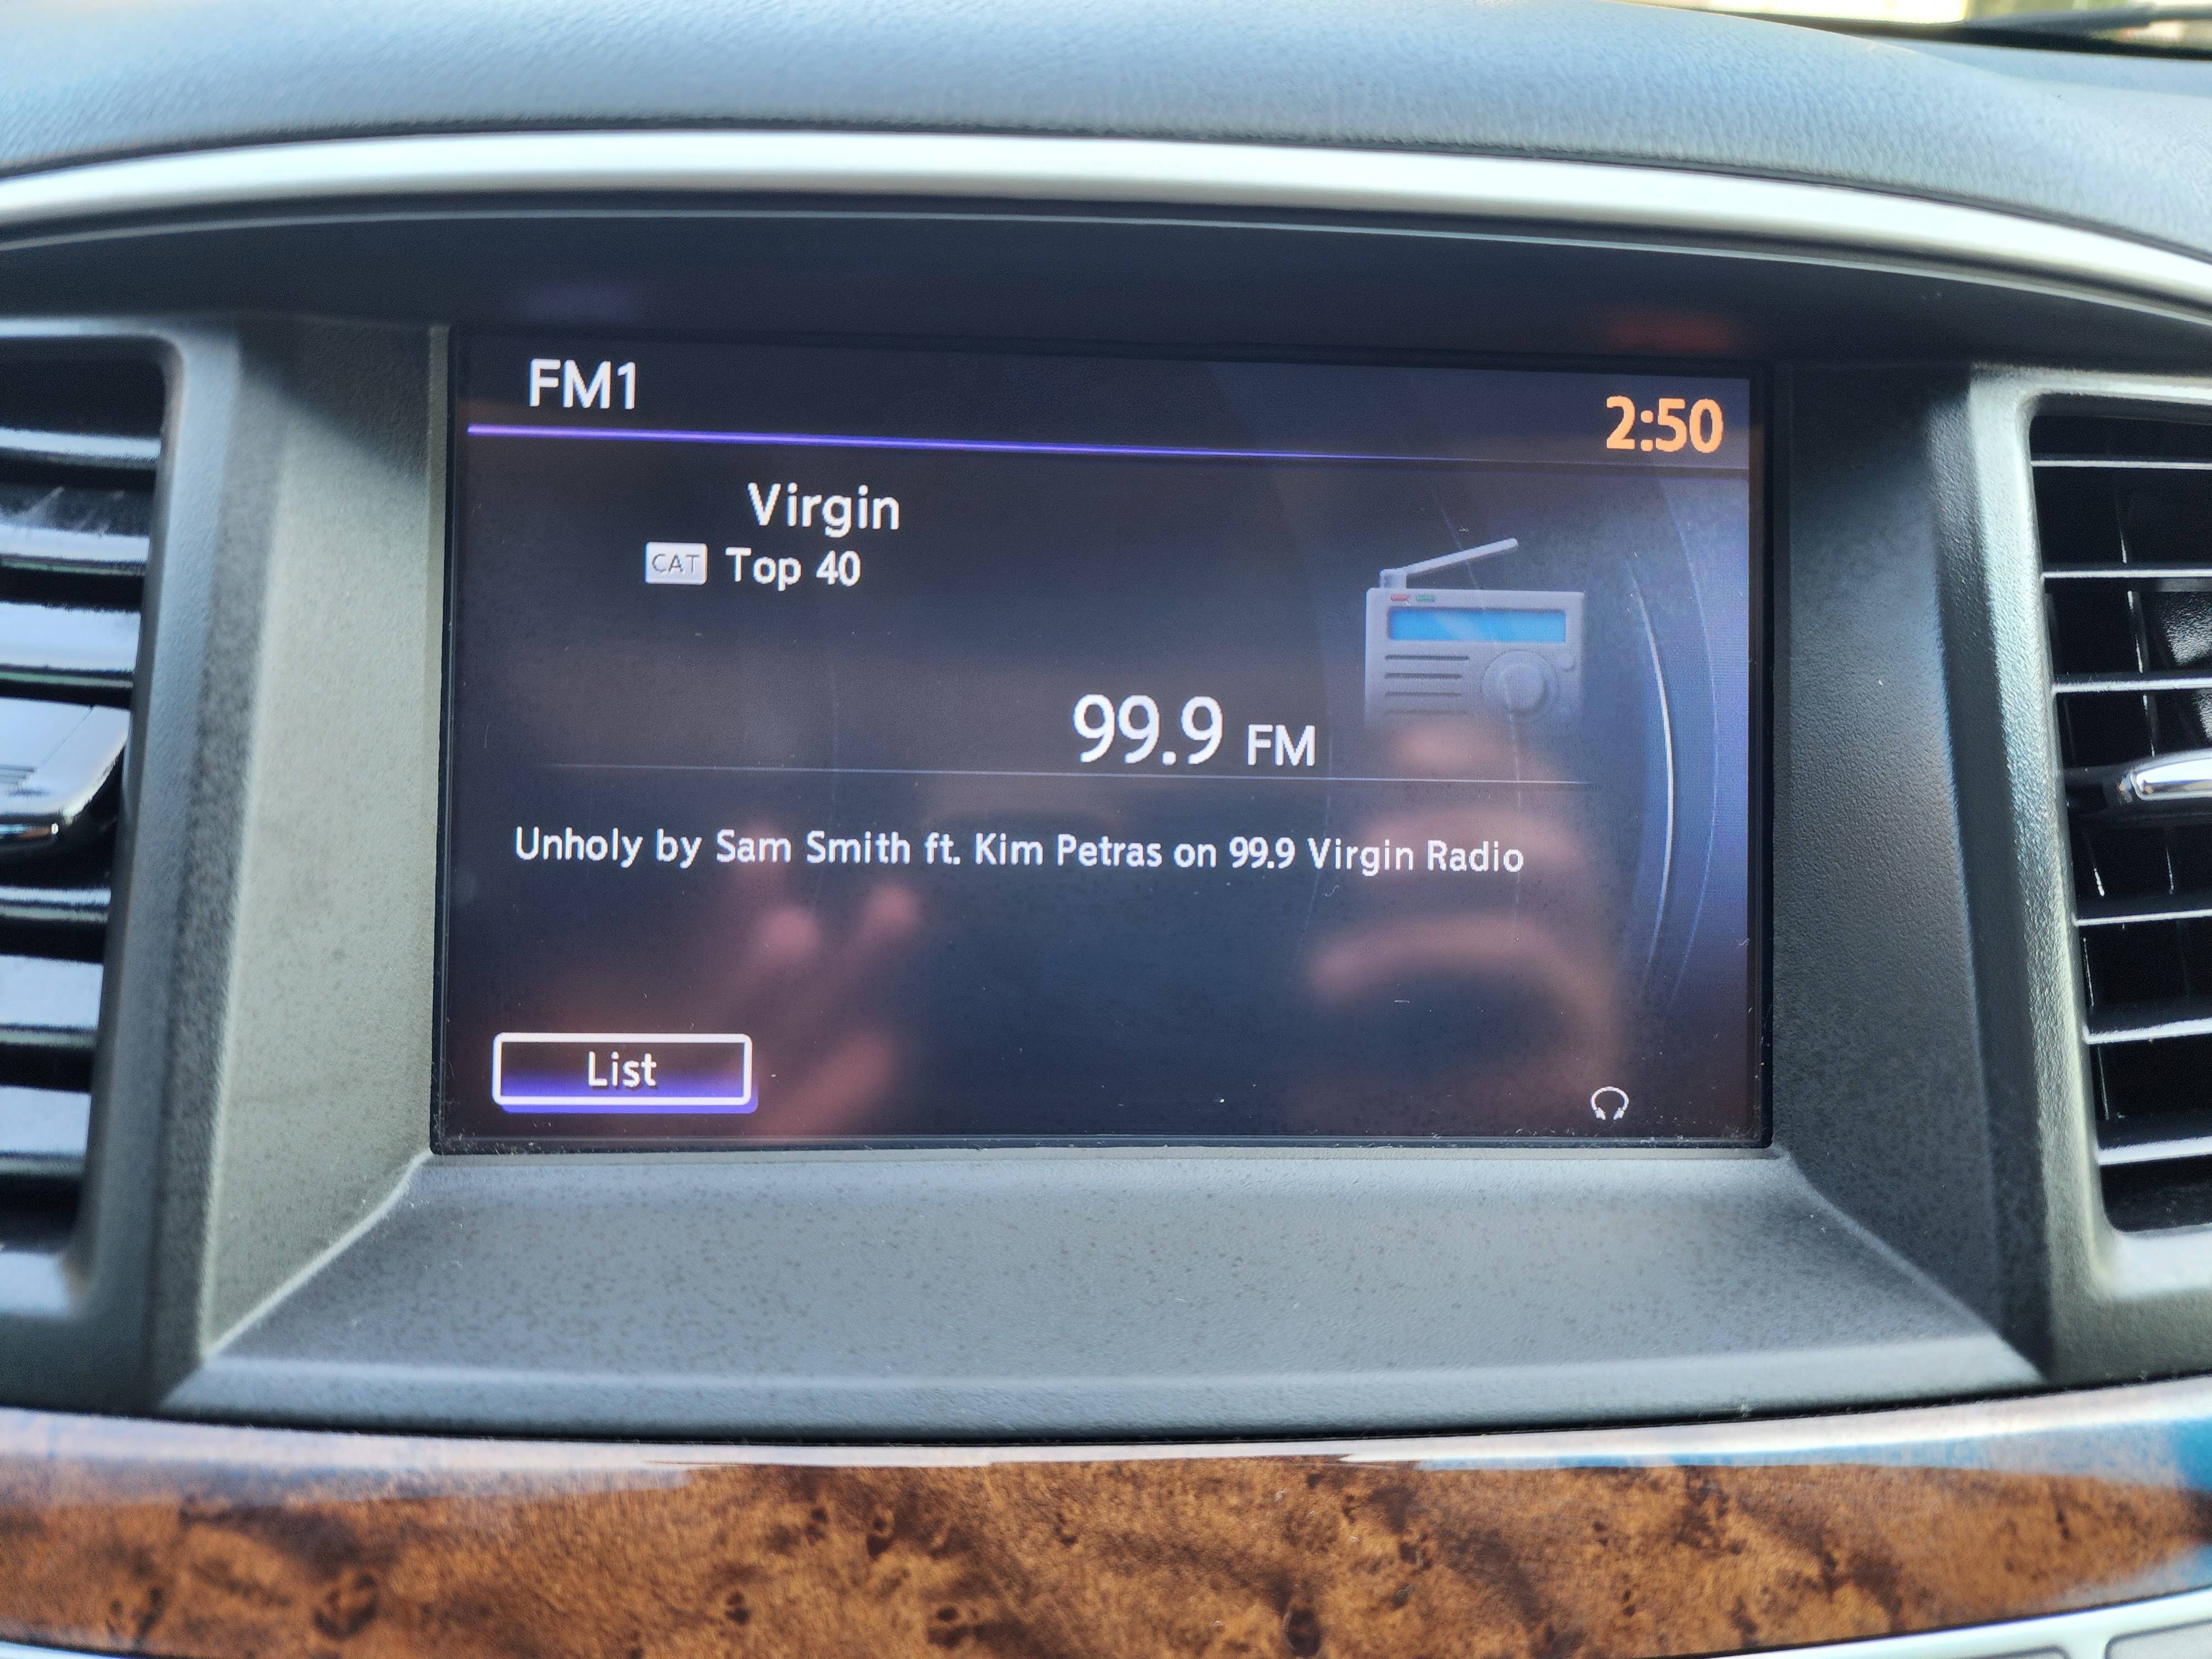 FM1
2:50
Virgin
CAT Top 40
99.9 FM
Unholy by Sam Smith ft. Kim Petras on 99.9 Virgin Radio
List